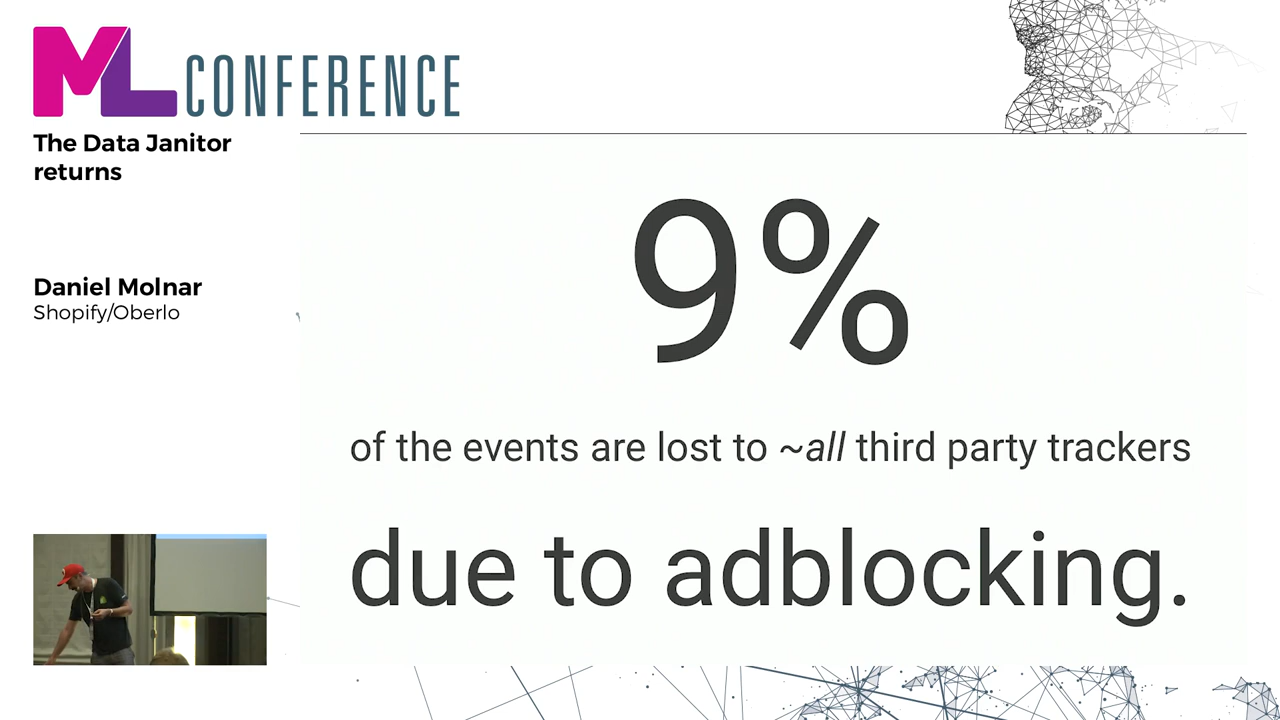 ML CONFERENCE
The Data Janitor
returns
Daniel Molnar
Shopify/Oberlo
9%
of the events are lost to ~all third party trackers
due to adblocking.